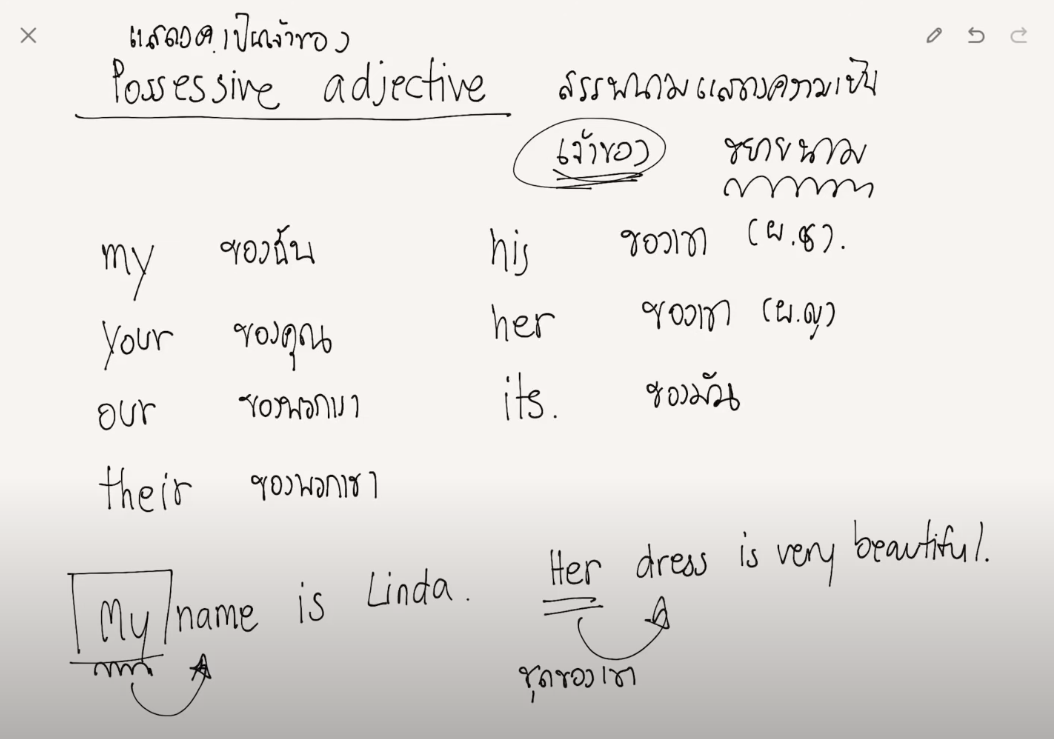 แสดงค.เป็นเจ้าของ
Possessive adjective สรรพนามแสดงความเป็น
เจ้าของ ขยายนาม
my ของฉัน his ของเขา (ผ.ช).
your ของคุณ her ของเขา (ผ.ญ)
our ของพวกเรา its. ของมัน
their ของพวกเขา
My name is Linda. Her dress is very beautiful.
ชุดของเขา